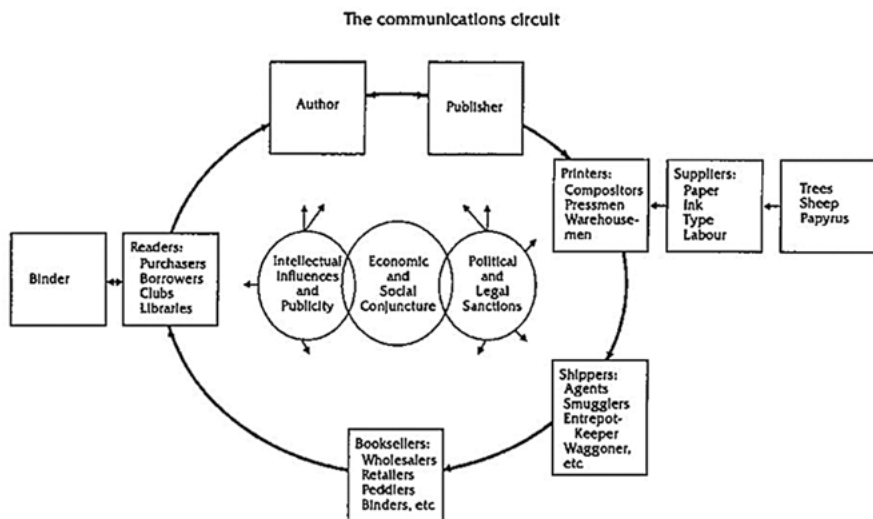 The communications circuit
Author
Publisher
Printers:
Compositors
Pressmen
Warehouse-
men
Suppliers:
Paper
Ink
Type
Labour
Trees
Sheep
Papyrus
Intellectual
Influences
and
Publicity
Economic
and
Social
Conjuncture
Political
and
Legal
Sanctions
Binder
Readers:
Purchasers
Borrowers
Clubs
Libraries
Shippers:
Agents
Smugglers
Entrepot-
Keeper
Waggoner,
etc
Booksellers:
Wholesalers
Retailers
Peddlers
Binders, etc